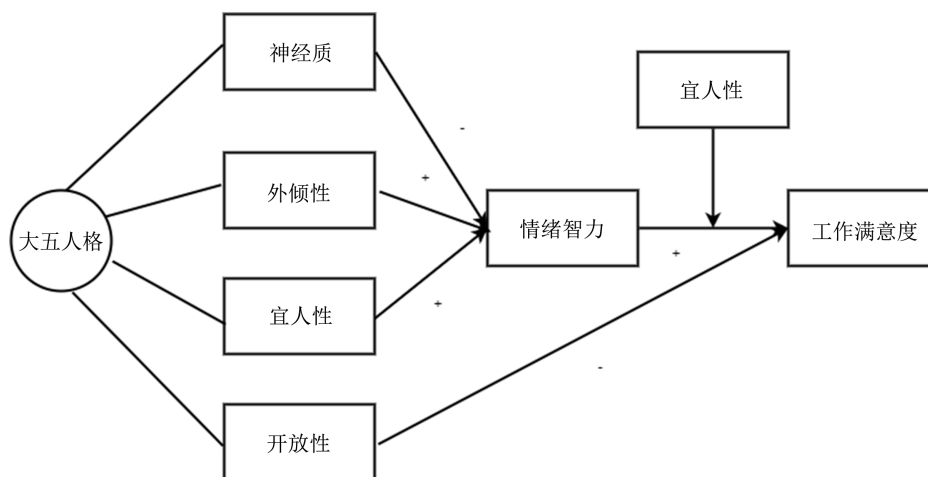 神经质
宜人性
-
外倾性
+
大五人格
情绪智力
工作满意度
+
宜人性
+
-
开放性